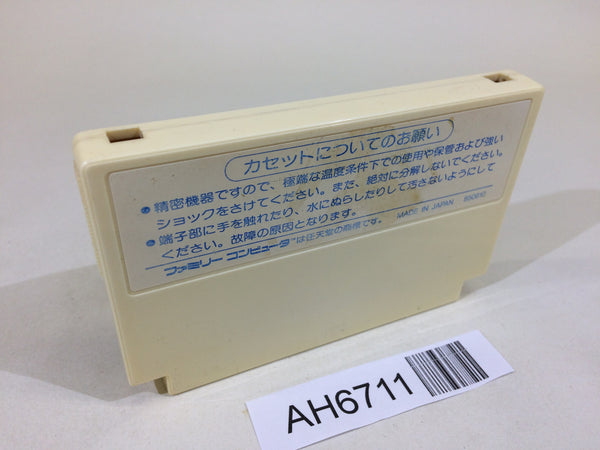 カセットについてのお願い
●精密機器ですので、極端な温度条件下での使用や保管および強い
ショックをさけてください。また、絶対に分解しないでください。
●端子部に手を触れたり、水にぬらしたりして汚さないようにして
ください。故障の原因となります。 MADE IN JAPAN 850610
ファミリー コンピュータ™は任天堂の商標です。
AH6711